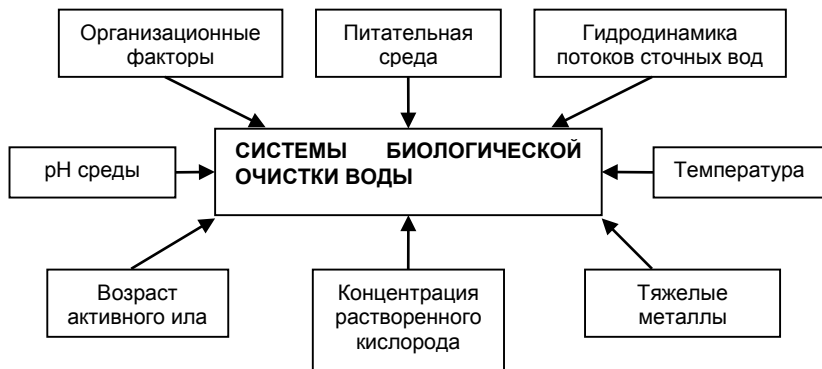 Организационные
факторы
Питательная
среда
Гидродинамика
потоков сточных вод
СИСТЕМЫ БИОЛОГИЧЕСКОЙ
ОЧИСТКИ ВОДЫ
pH среды
Температура
Возраст
активного ила
Концентрация
растворенного
кислорода
Тяжелые
металлы